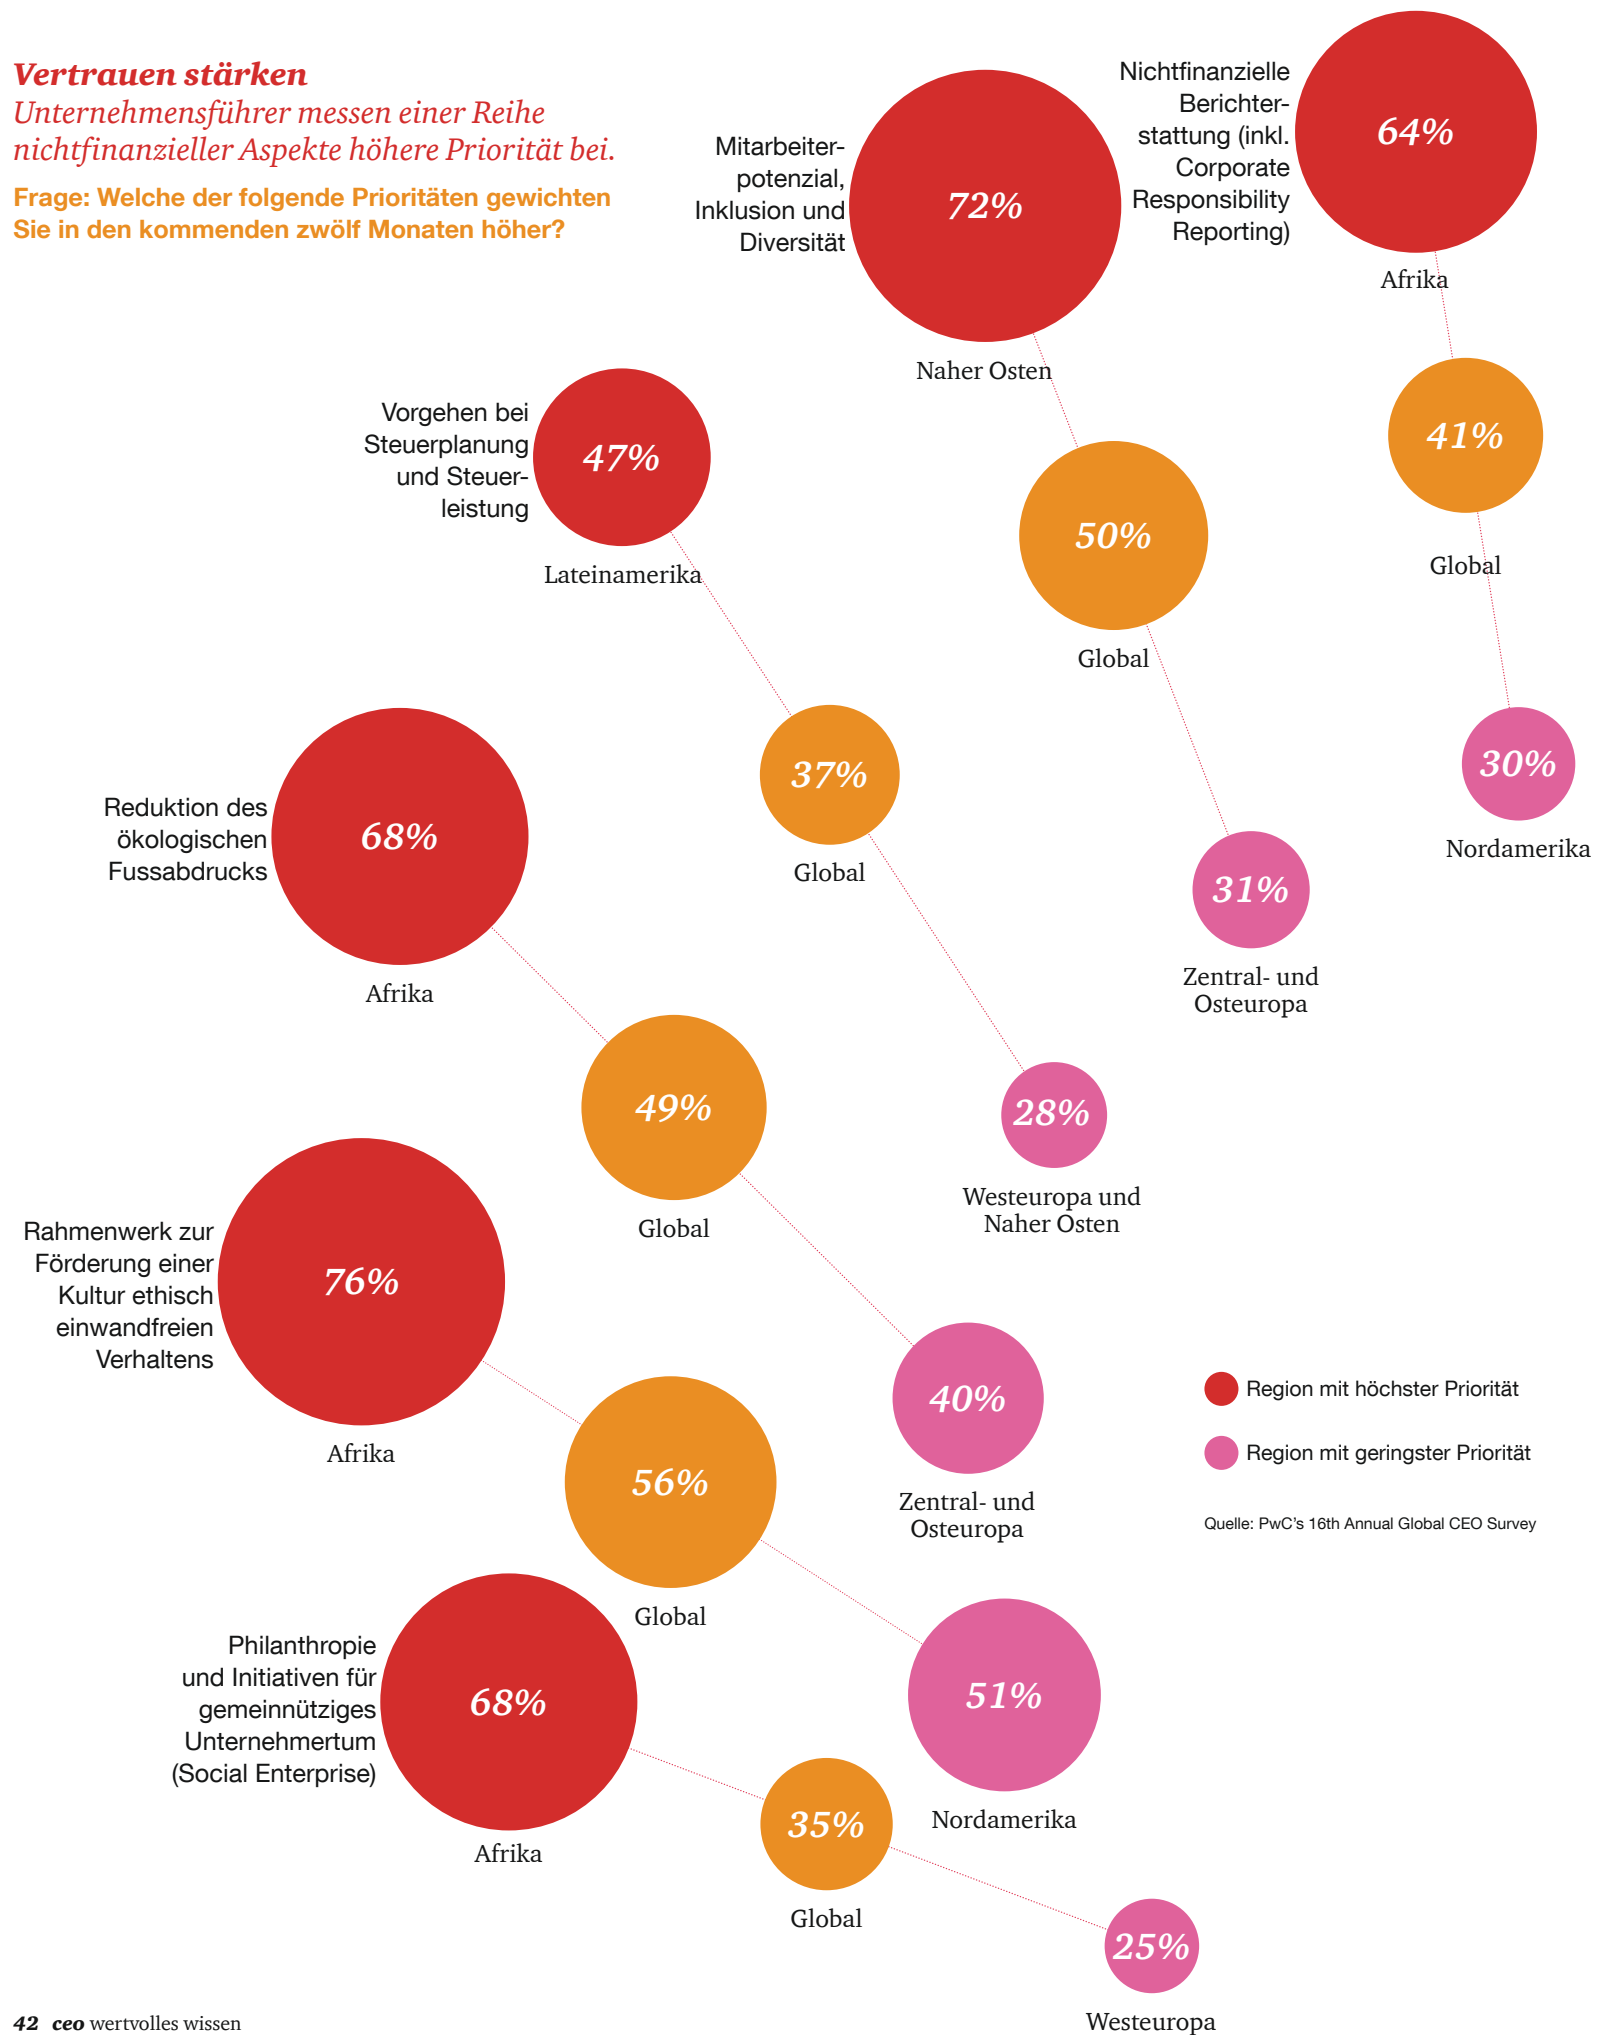 Vertrauen stärken
Unternehmensführer messen einer Reihe
nichtfinanzieller Aspekte höhere Priorität bei.
Frage: Welche der folgende Prioritäten gewichten
Sie in den kommenden zwölf Monaten höher?
Nichtfinanzielle
Berichter-
stattung (inkl.
Corporate
Responsibility
Reporting)
64%
Afrika
41%
Global
30%
Nordamerika
Mitarbeiter-
potenzial,
Inklusion und
Diversität
72%
Naher Osten
50%
Global
31%
Zentral- und
Osteuropa
Vorgehen bei
Steuerplanung
und Steuer-
leistung
47%
Lateinamerika
37%
Global
28%
Westeuropa und
Naher Osten
Reduktion des
ökologischen
Fussabdrucks
68%
Afrika
49%
Global
40%
Zentral- und
Osteuropa
Rahmenwerk zur
Förderung einer
Kultur ethisch
einwandfreien
Verhaltens
76%
Afrika
56%
Global
51%
Nordamerika
Philanthropie
und Initiativen für
gemeinnütziges
Unternehmertum
(Social Enterprise)
68%
Afrika
35%
Global
25%
Westeuropa
Region mit höchster Priorität
Region mit geringster Priorität
Quelle: PwC's 16th Annual Global CEO Survey
42 ceo wertvolles wissen